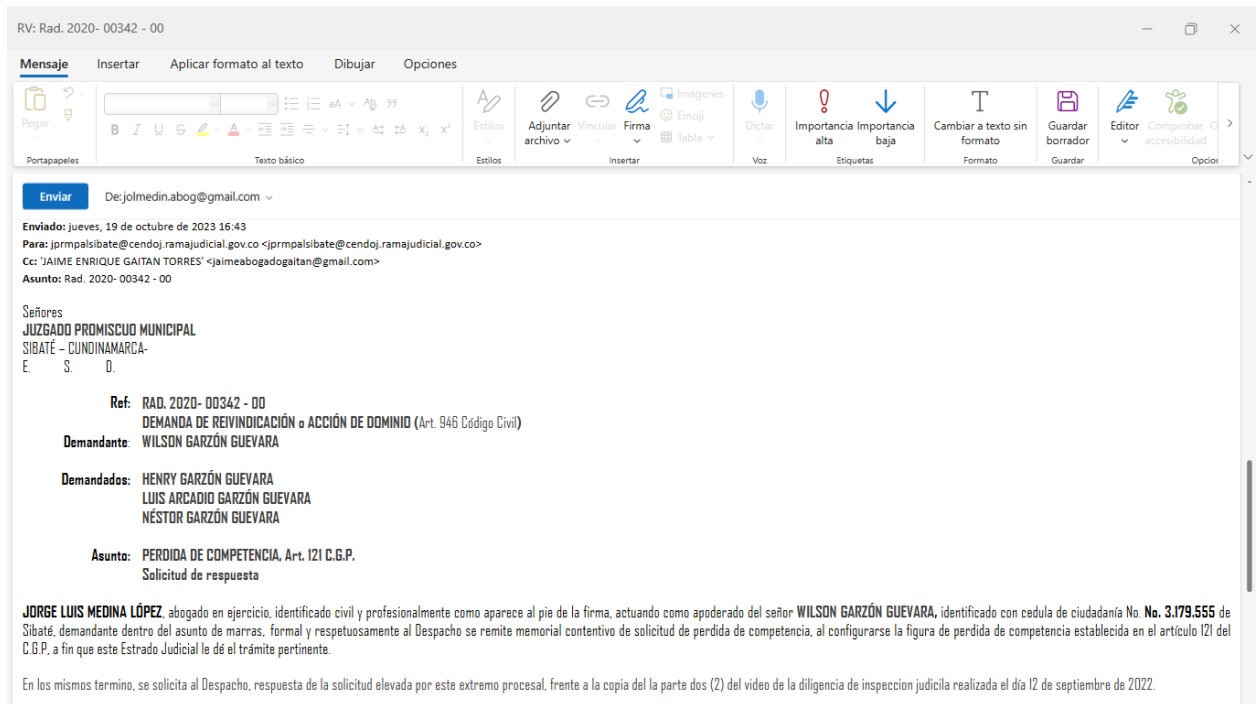 RV: Rad. 2020- 00342 - 00
Mensaje Insertar Aplicar formato al texto Dibujar Opciones
Pegar
Portapapeles
Texto básico
Estilos
Estilos
Adjuntar archivo
Vincular
Firma
Imágenes
Emoji
Tabla
Insertar
Dictar
Voz
Importancia alta
Importancia baja
Etiquetas
Cambiar a texto sin formato
Formato
Guardar borrador
Guardar
Editor
Comprobar accesibilidad
Enviar De: jolmedin.abog@gmail.com
Enviado: jueves, 19 de octubre de 2023 16:43
Para: jprmpalsibate@cendoj.ramajudicial.gov.co <jprmpalsibate@cendoj.ramajudicial.gov.co>
Cc: 'JAIME ENRIQUE GAITAN TORRES' <jaimeabogadogaitan@gmail.com>
Asunto: Rad. 2020- 00342 - 00
Señores
JUZGADO PROMISCUO MUNICIPAL
SIBATÉ – CUNDINAMARCA-
E. S. D.
Ref: RAD. 2020- 00342 - 00
DEMANDA DE REIVINDICACIÓN o ACCIÓN DE DOMINIO (Art. 946 Código Civil)
Demandante: WILSON GARZÓN GUEVARA
Demandados: HENRY GARZÓN GUEVARA
LUIS ARCADIO GARZÓN GUEVARA
NÉSTOR GARZÓN GUEVARA
Asunto: PERDIDA DE COMPETENCIA, Art. 121 C.G.P.
Solicitud de respuesta
JORGE LUIS MEDINA LÓPEZ, abogado en ejercicio, identificado civil y profesionalmente como aparece al pie de la firma, actuando como apoderado del señor WILSON GARZÓN GUEVARA, identificado con cedula de ciudadanía No. No. 3.179.555 de
Sibaté, demandante dentro del asunto de marras, formal y respetuosamente al Despacho se remite memorial contentivo de solicitud de perdida de competencia, al configurarse la figura de perdida de competencia establecida en el artículo 121 del
C.G.P, a fin que este Estrado Judicial le dé el trámite pertinente.
En los mismos termino, se solicita al Despacho, respuesta de la solicitud elevada por este extremo procesal, frente a la copia del la parte dos (2) del video de la diligencia de inspeccion judicila realizada el día 12 de septiembre de 2022.